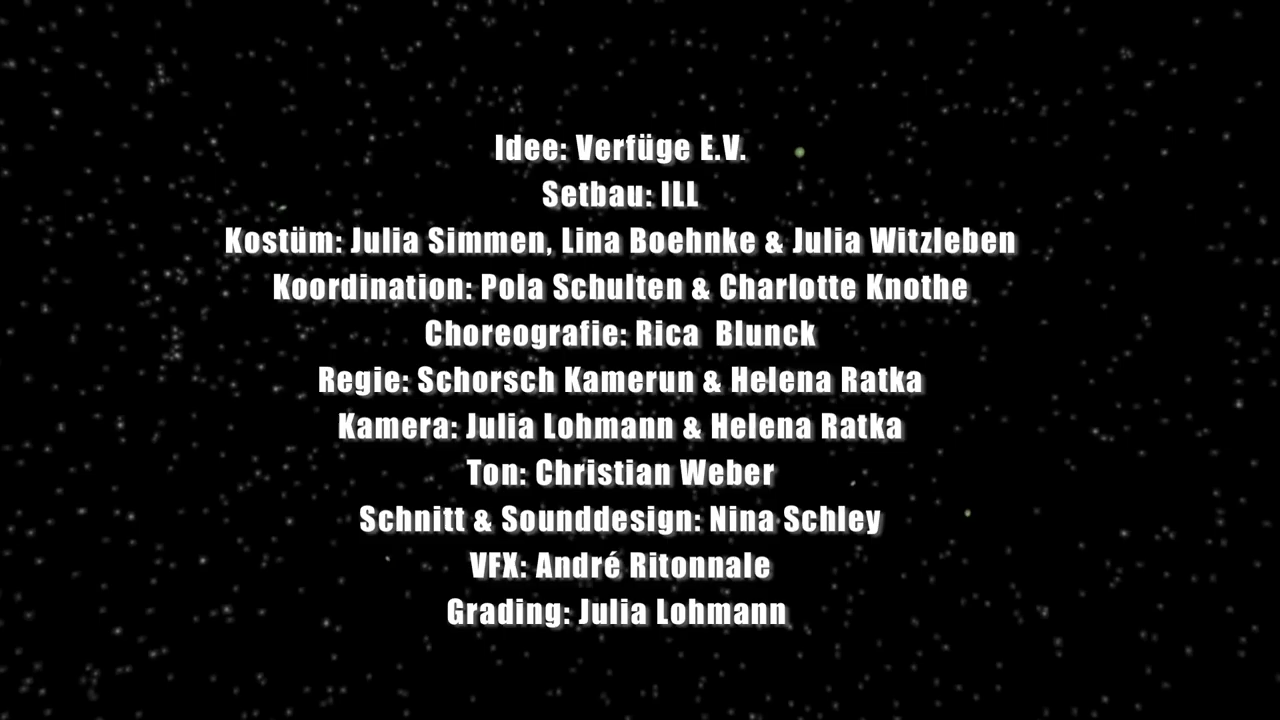 Idee: Verfüge E.V.
Setbau: ILL
Kostüm: Julia Simmen, Lina Boehnke & Julia Witzleben
Koordination: Pola Schulten & Charlotte Knothe
Choreografie: Rica  Blunck
Regie: Schorsch Kamerun & Helena Ratka
Kamera: Julia Lohmann & Helena Ratka
Ton: Christian Weber
Schnitt & Sounddesign: Nina Schley
VFX: André Ritonnale
Grading: Julia Lohmann